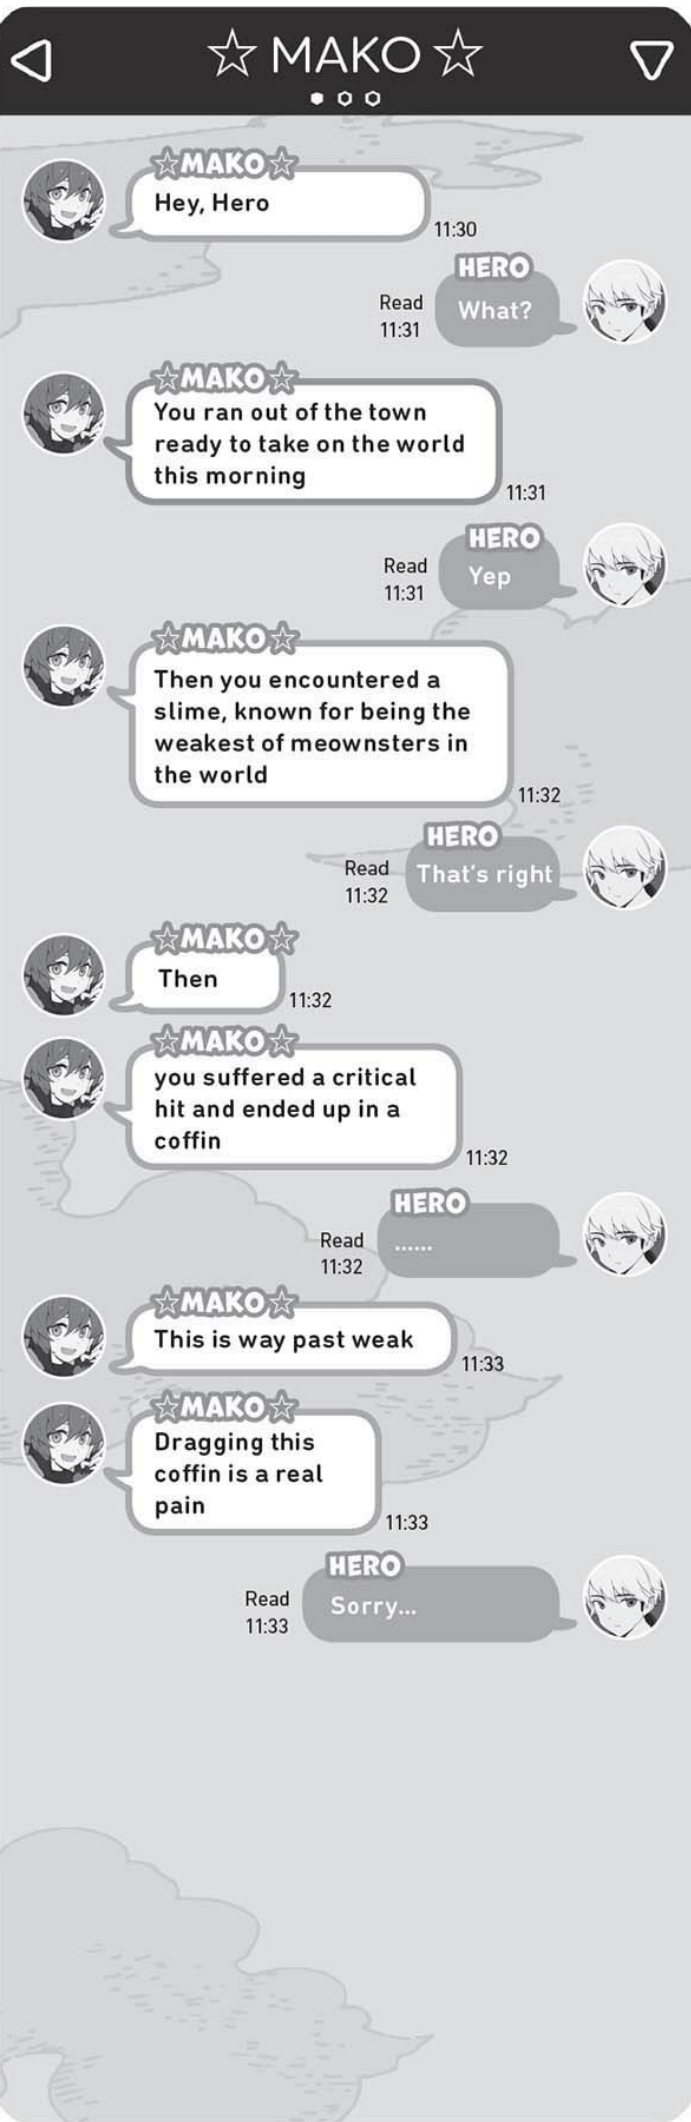 ☆ MAKO ☆
☆MAKO☆
Hey, Hero
11:30
HERO
What?
Read
11:31
☆MAKO☆
You ran out of the town
ready to take on the world
this morning
11:31
HERO
Yep
Read
11:31
☆MAKO☆
Then you encountered a
slime, known for being the
weakest of meownsters in
the world
11:32
HERO
That's right
Read
11:32
☆MAKO☆
Then
11:32
☆MAKO☆
you suffered a critical
hit and ended up in a
coffin
11:32
HERO
......
Read
11:32
☆MAKO☆
This is way past weak
11:33
☆MAKO☆
Dragging this
coffin is a real
pain
11:33
HERO
Sorry...
Read
11:33